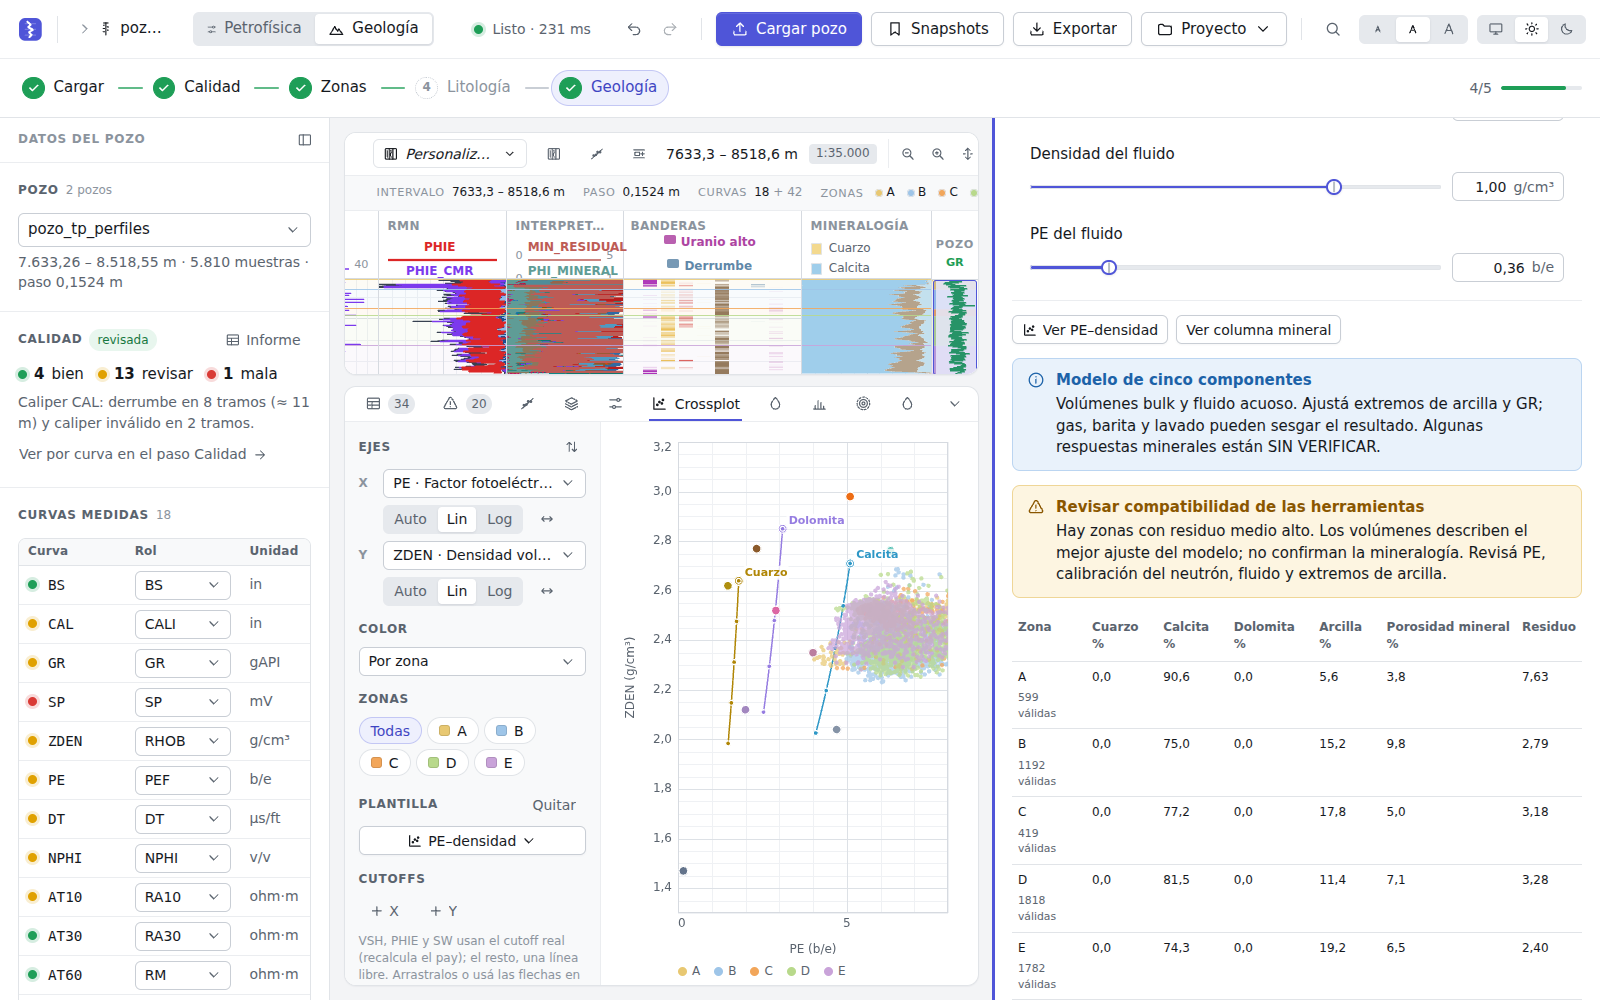 poz...
Petrofísica
Geología
Listo · 231 ms
Cargar pozo
Snapshots
Exportar
Proyecto
A
A
A
Cargar
Calidad
Zonas
4 Litología
Geología
4/5
DATOS DEL POZO
POZO 2 pozos
pozo_tp_perfiles
7.633,26 – 8.518,55 m · 5.810 muestras ·
paso 0,1524 m
CALIDAD revisada
Informe
4 bien 13 revisar 1 mala
Caliper CAL: derrumbe en 8 tramos (≈ 11
m) y caliper inválido en 2 tramos.
Ver por curva en el paso Calidad →
CURVAS MEDIDAS 18
Curva Rol Unidad
BS BS in
CAL CALI in
GR GR gAPI
SP SP mV
ZDEN RHOB g/cm³
PE PEF b/e
DT DT µs/ft
NPHI NPHI v/v
AT10 RA10 ohm·m
AT30 RA30 ohm·m
AT60 RM ohm·m
Personaliz...
7633,3 – 8518,6 m
1:35.000
INTERVALO 7633,3 – 8518,6 m PASO 0,1524 m CURVAS 18 + 42 ZONAS A B C
RMN
INTERPRET...
BANDERAS
MINERALOGÍA
40
PHIE
PHIE_CMR
0 MIN_RESIDUAL 5
PHI_MINERAL
Uranio alto
Derrumbe
Cuarzo
Calcita
POZO
GR
34
20
Crossplot
EJES
X PE · Factor fotoeléctr...
Auto Lin Log
Y ZDEN · Densidad vol...
Auto Lin Log
COLOR
Por zona
ZONAS
Todas A B
C D E
PLANTILLA Quitar
PE–densidad
CUTOFFS
+ X + Y
VSH, PHIE y SW usan el cutoff real
(recalcula el pay); el resto, una línea
libre. Arrastralos o usá las flechas en
3,2
3,0
2,8
2,6
2,4
2,2
2,0
1,8
1,6
1,4
0 5
ZDEN (g/cm³)
PE (b/e)
Dolomita
Calcita
Cuarzo
A B C D E
Densidad del fluido
1,00 g/cm³
PE del fluido
0,36 b/e
Ver PE–densidad
Ver columna mineral
Modelo de cinco componentes
Volúmenes bulk y fluido acuoso. Ajustá extremos de arcilla y GR;
gas, barita y lavado pueden sesgar el resultado. Algunas
respuestas minerales están SIN VERIFICAR.
Revisar compatibilidad de las herramientas
Hay zonas con residuo medio alto. Los volúmenes describen el
mejor ajuste del modelo; no confirman la mineralogía. Revisá PE,
calibración del neutrón, fluido y extremos de arcilla.
Zona Cuarzo % Calcita % Dolomita % Arcilla % Porosidad mineral % Residuo
A 0,0 90,6 0,0 5,6 3,8 7,63
599
válidas
B 0,0 75,0 0,0 15,2 9,8 2,79
1192
válidas
C 0,0 77,2 0,0 17,8 5,0 3,18
419
válidas
D 0,0 81,5 0,0 11,4 7,1 3,28
1818
válidas
E 0,0 74,3 0,0 19,2 6,5 2,40
1782
válidas